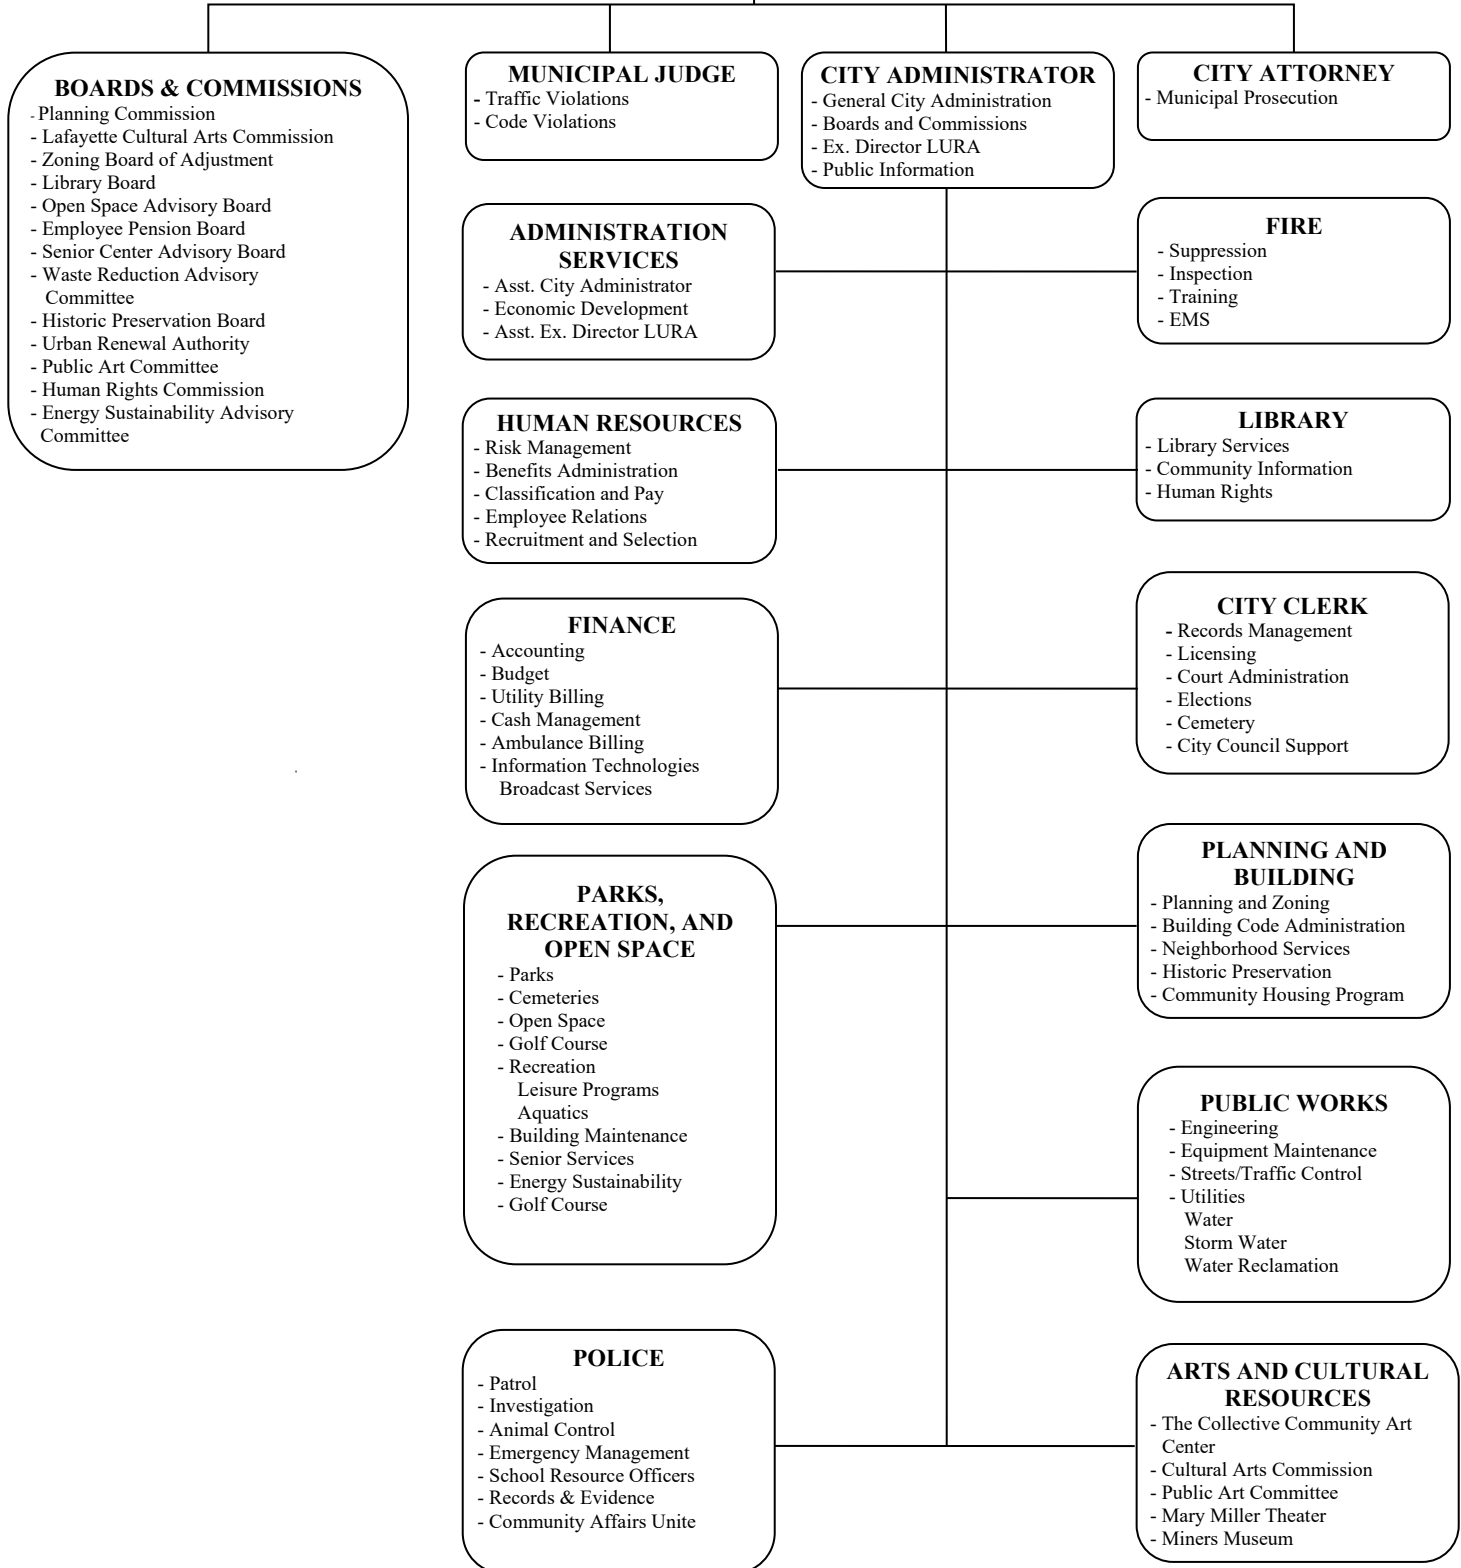 BOARDS & COMMISSIONS
- Planning Commission
- Lafayette Cultural Arts Commission
- Zoning Board of Adjustment
- Library Board
- Open Space Advisory Board
- Employee Pension Board
- Senior Center Advisory Board
- Waste Reduction Advisory
Committee
- Historic Preservation Board
- Urban Renewal Authority
- Public Art Committee
- Human Rights Commission
- Energy Sustainability Advisory
Committee
MUNICIPAL JUDGE
- Traffic Violations
- Code Violations
CITY ADMINISTRATOR
- General City Administration
- Boards and Commissions
- Ex. Director LURA
- Public Information
CITY ATTORNEY
- Municipal Prosecution
ADMINISTRATION
SERVICES
- Asst. City Administrator
- Economic Development
- Asst. Ex. Director LURA
FIRE
- Suppression
- Inspection
- Training
- EMS
HUMAN RESOURCES
- Risk Management
- Benefits Administration
- Classification and Pay
- Employee Relations
- Recruitment and Selection
LIBRARY
- Library Services
- Community Information
- Human Rights
FINANCE
- Accounting
- Budget
- Utility Billing
- Cash Management
- Ambulance Billing
- Information Technologies
Broadcast Services
CITY CLERK
- Records Management
- Licensing
- Court Administration
- Elections
- Cemetery
- City Council Support
PARKS,
RECREATION, AND
OPEN SPACE
- Parks
- Cemeteries
- Open Space
- Golf Course
- Recreation
Leisure Programs
Aquatics
- Building Maintenance
- Senior Services
- Energy Sustainability
- Golf Course
PLANNING AND
BUILDING
- Planning and Zoning
- Building Code Administration
- Neighborhood Services
- Historic Preservation
- Community Housing Program
PUBLIC WORKS
- Engineering
- Equipment Maintenance
- Streets/Traffic Control
- Utilities
Water
Storm Water
Water Reclamation
POLICE
- Patrol
- Investigation
- Animal Control
- Emergency Management
- School Resource Officers
- Records & Evidence
- Community Affairs Unite
ARTS AND CULTURAL
RESOURCES
- The Collective Community Art
Center
- Cultural Arts Commission
- Public Art Committee
- Mary Miller Theater
- Miners Museum